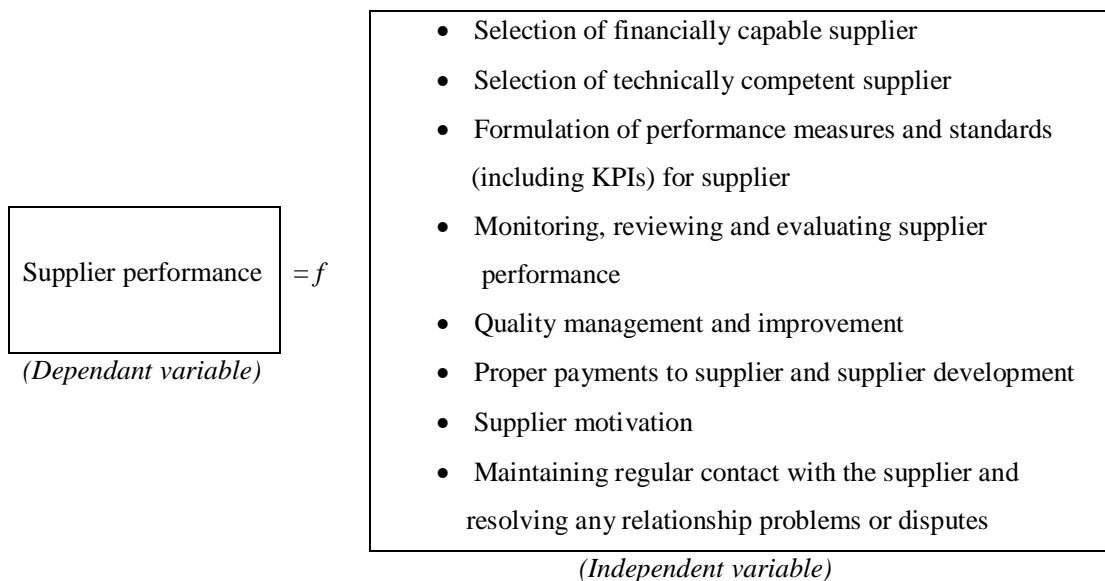 • Selection of financially capable supplier
• Selection of technically competent supplier
• Formulation of performance measures and standards
(including KPIs) for supplier
• Monitoring, reviewing and evaluating supplier
performance
• Quality management and improvement
• Proper payments to supplier and supplier development
• Supplier motivation
• Maintaining regular contact with the supplier and
resolving any relationship problems or disputes
Supplier performance
= f
(Dependant variable)
(Independent variable)